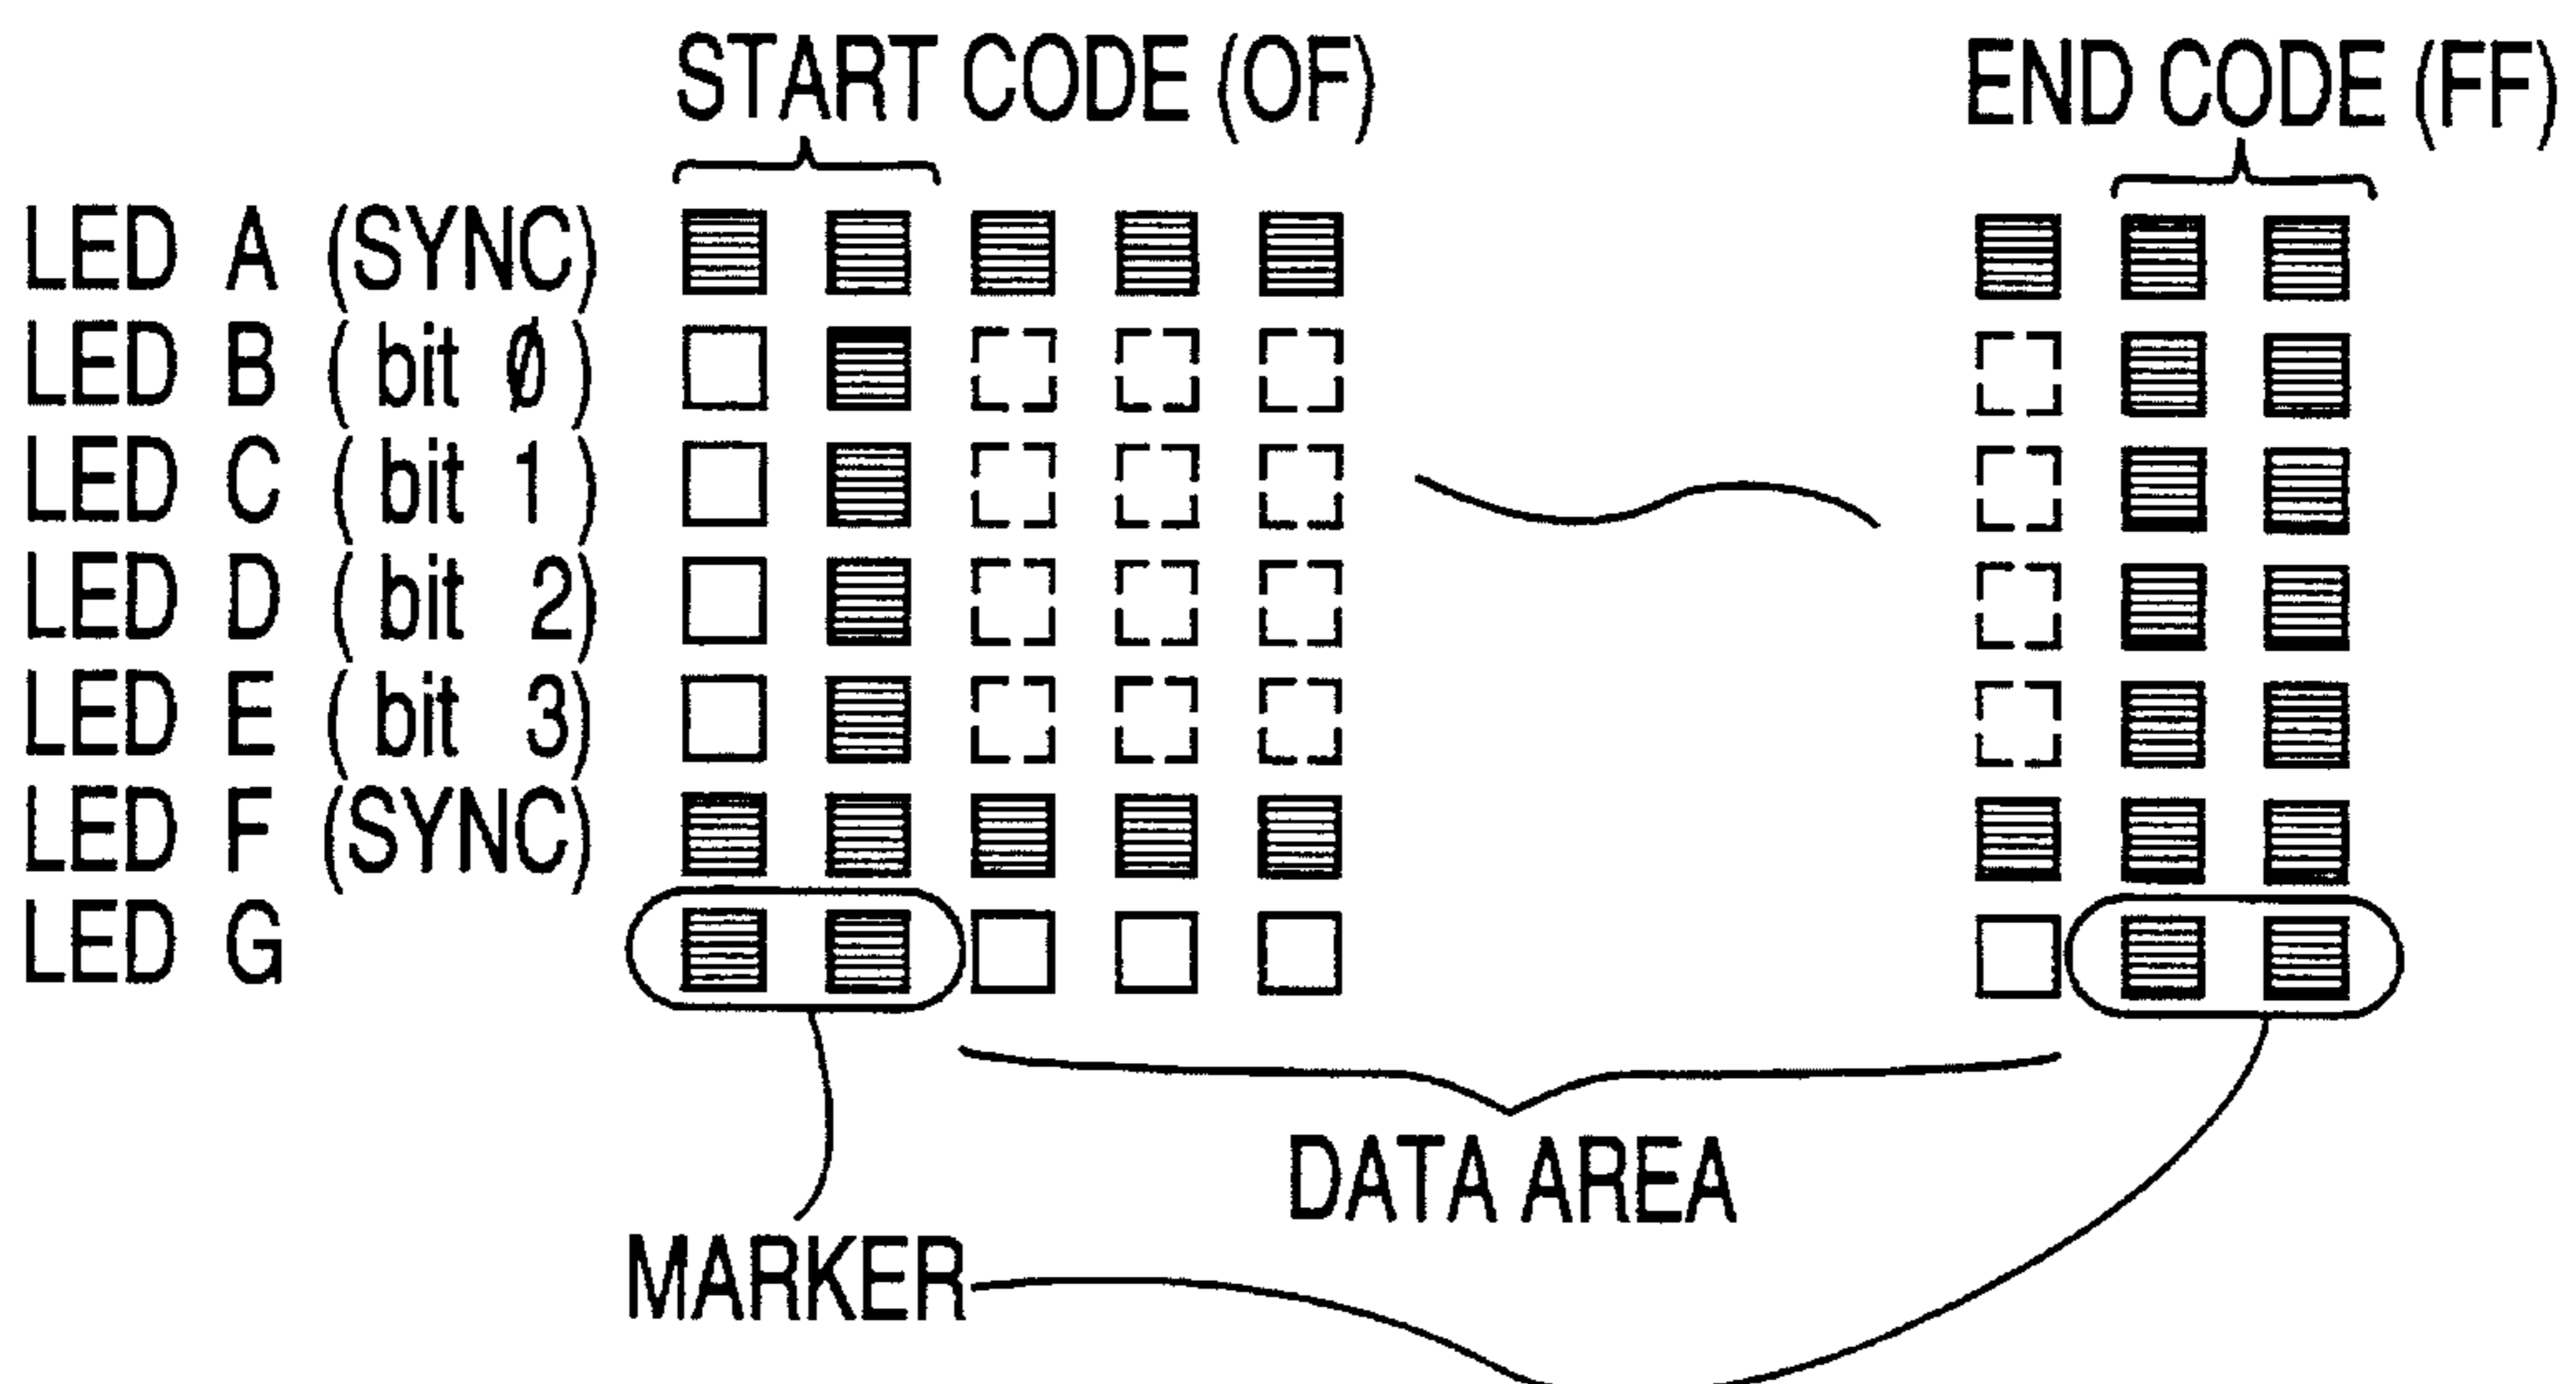 START CODE (OF)
END CODE (FF)
LED A (SYNC)
LED B ( bit Ø )
LED C ( bit 1 )
LED D ( bit 2)
LED E ( bit 3)
LED F (SYNC)
LED G
DATA AREA
MARKER